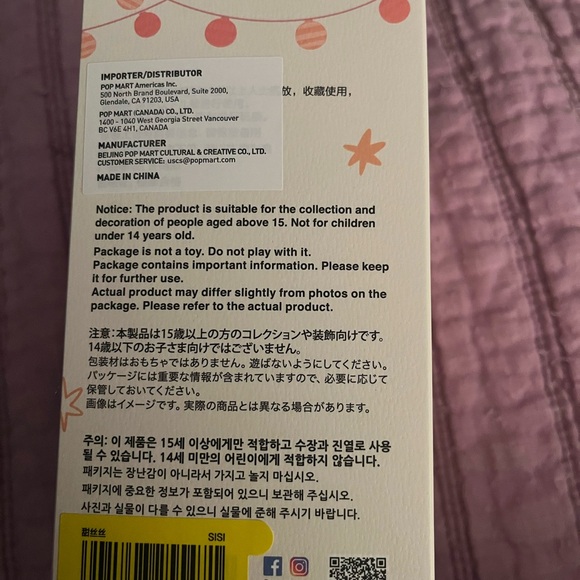 IMPORTER/DISTRIBUTOR
POP MART Americas Inc.
500 North Brand Boulevard, Suite 2000,
Glendale, CA 91203, USA
放，收藏使用，
POP MART (CANADA) CO., LTD.
1400 - 1040 West Georgia Street Vancouver
BC V6E 4H1, CANADA
MANUFACTURER
BEIJING POP MART CULTURAL & CREATIVE CO., LTD.
CUSTOMER SERVICE: uscs@popmart.com
MADE IN CHINA
Notice: The product is suitable for the collection and
decoration of people aged above 15. Not for children
under 14 years old.
Package is not a toy. Do not play with it.
Package contains important information. Please keep
it for further use.
Actual product may differ slightly from photos on the
package. Please refer to the actual product.
注意:本製品は15歳以上の方のコレクションや装飾向けです。
14歳以下のお子さま向けではございません。
包装材はおもちゃではありません。遊ばないようにしてください。
パッケージには重要な情報が含まれていますので、必要に応じて
保管しておいてください。
画像はイメージです。実際の商品とは異なる場合があります。
주의: 이 제품은 15세 이상에게만 적합하고 수장과 진열로 사용
될 수 있습니다. 14세 미만의 어린이에게 적합하지 않습니다.
패키지는 장난감이 아니라서 가지고 놀지 마십시오.
패키지에 중요한 정보가 포함되어 있으니 보관해 주십시오.
사진과 실물이 다를 수 있으니 실물에 준해 주시기 바랍니다.
甜丝丝 SISI